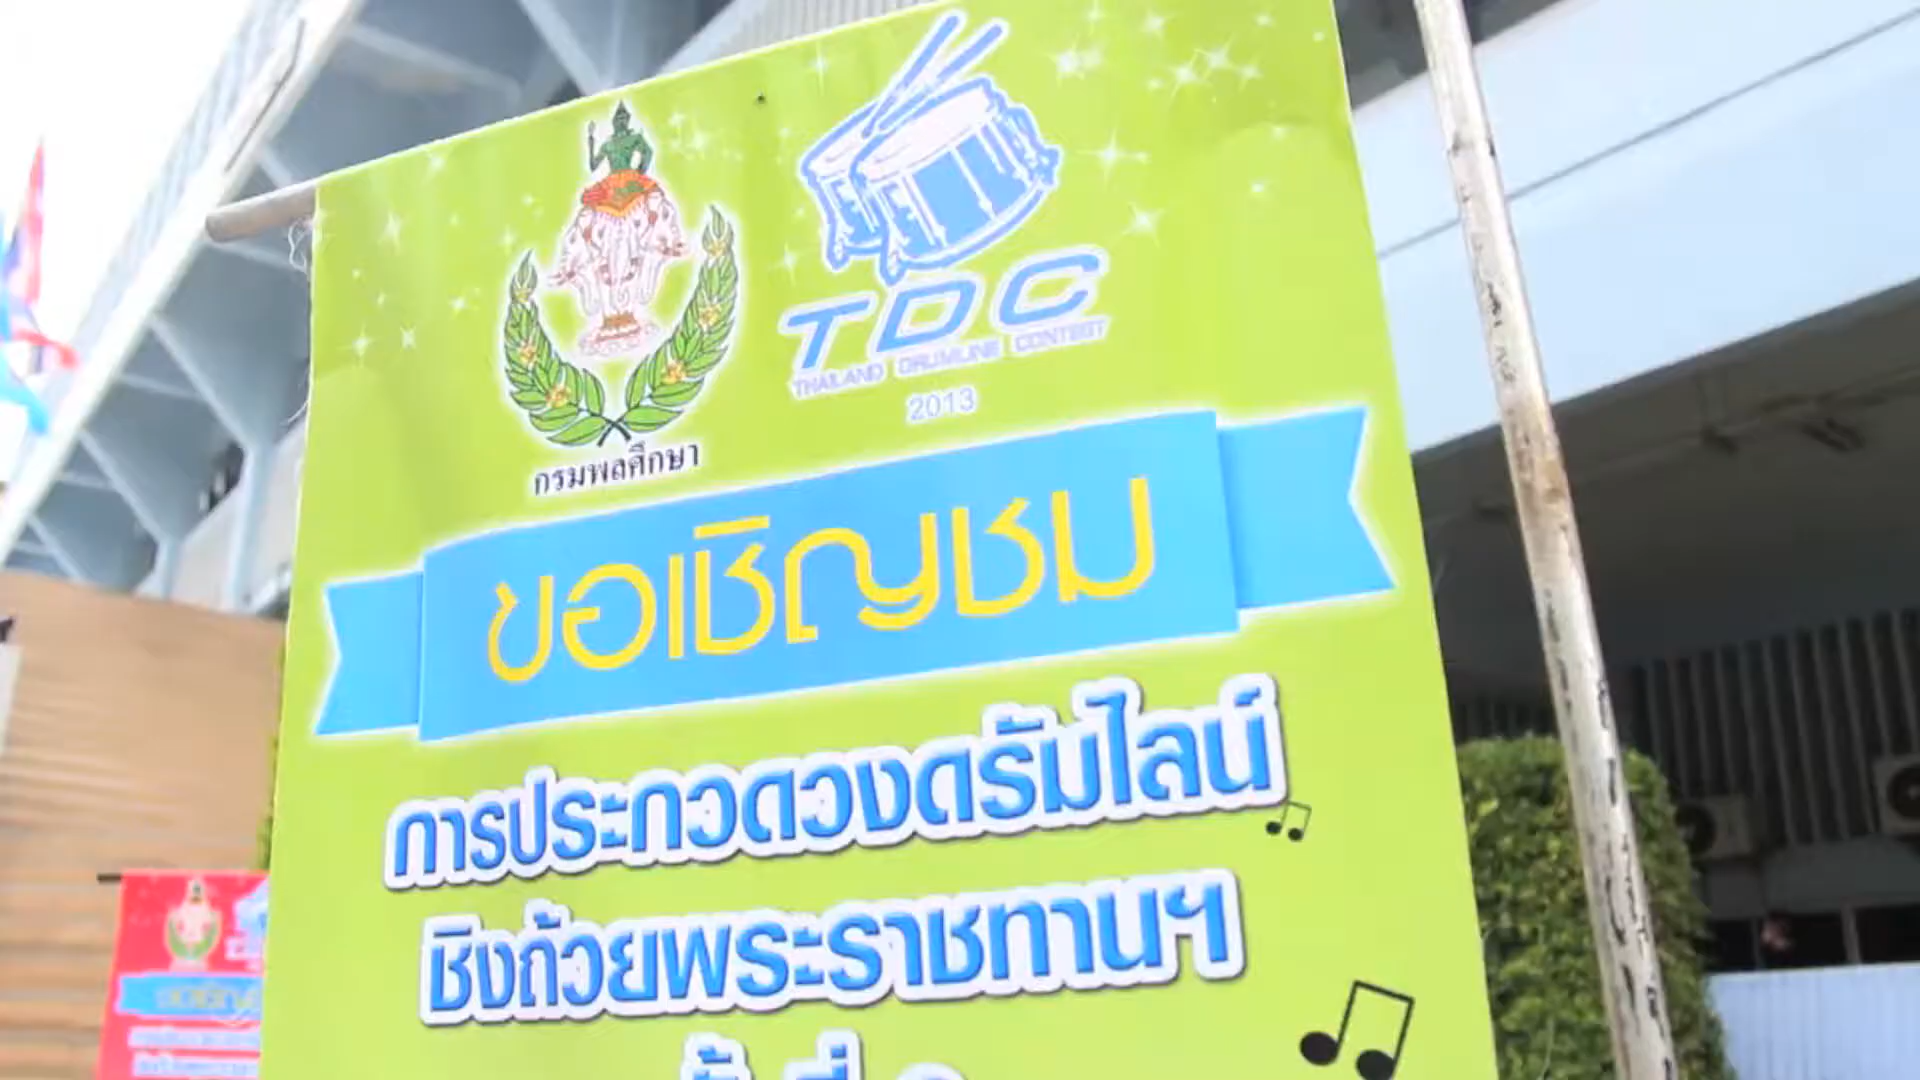 TDC
THAILAND DRUMLINE CONTEST
2013
กรมพลศึกษา
ขอเชิญชม
การประกวดวงดรัมไลน์
ชิงถ้วยพระราชทานฯ